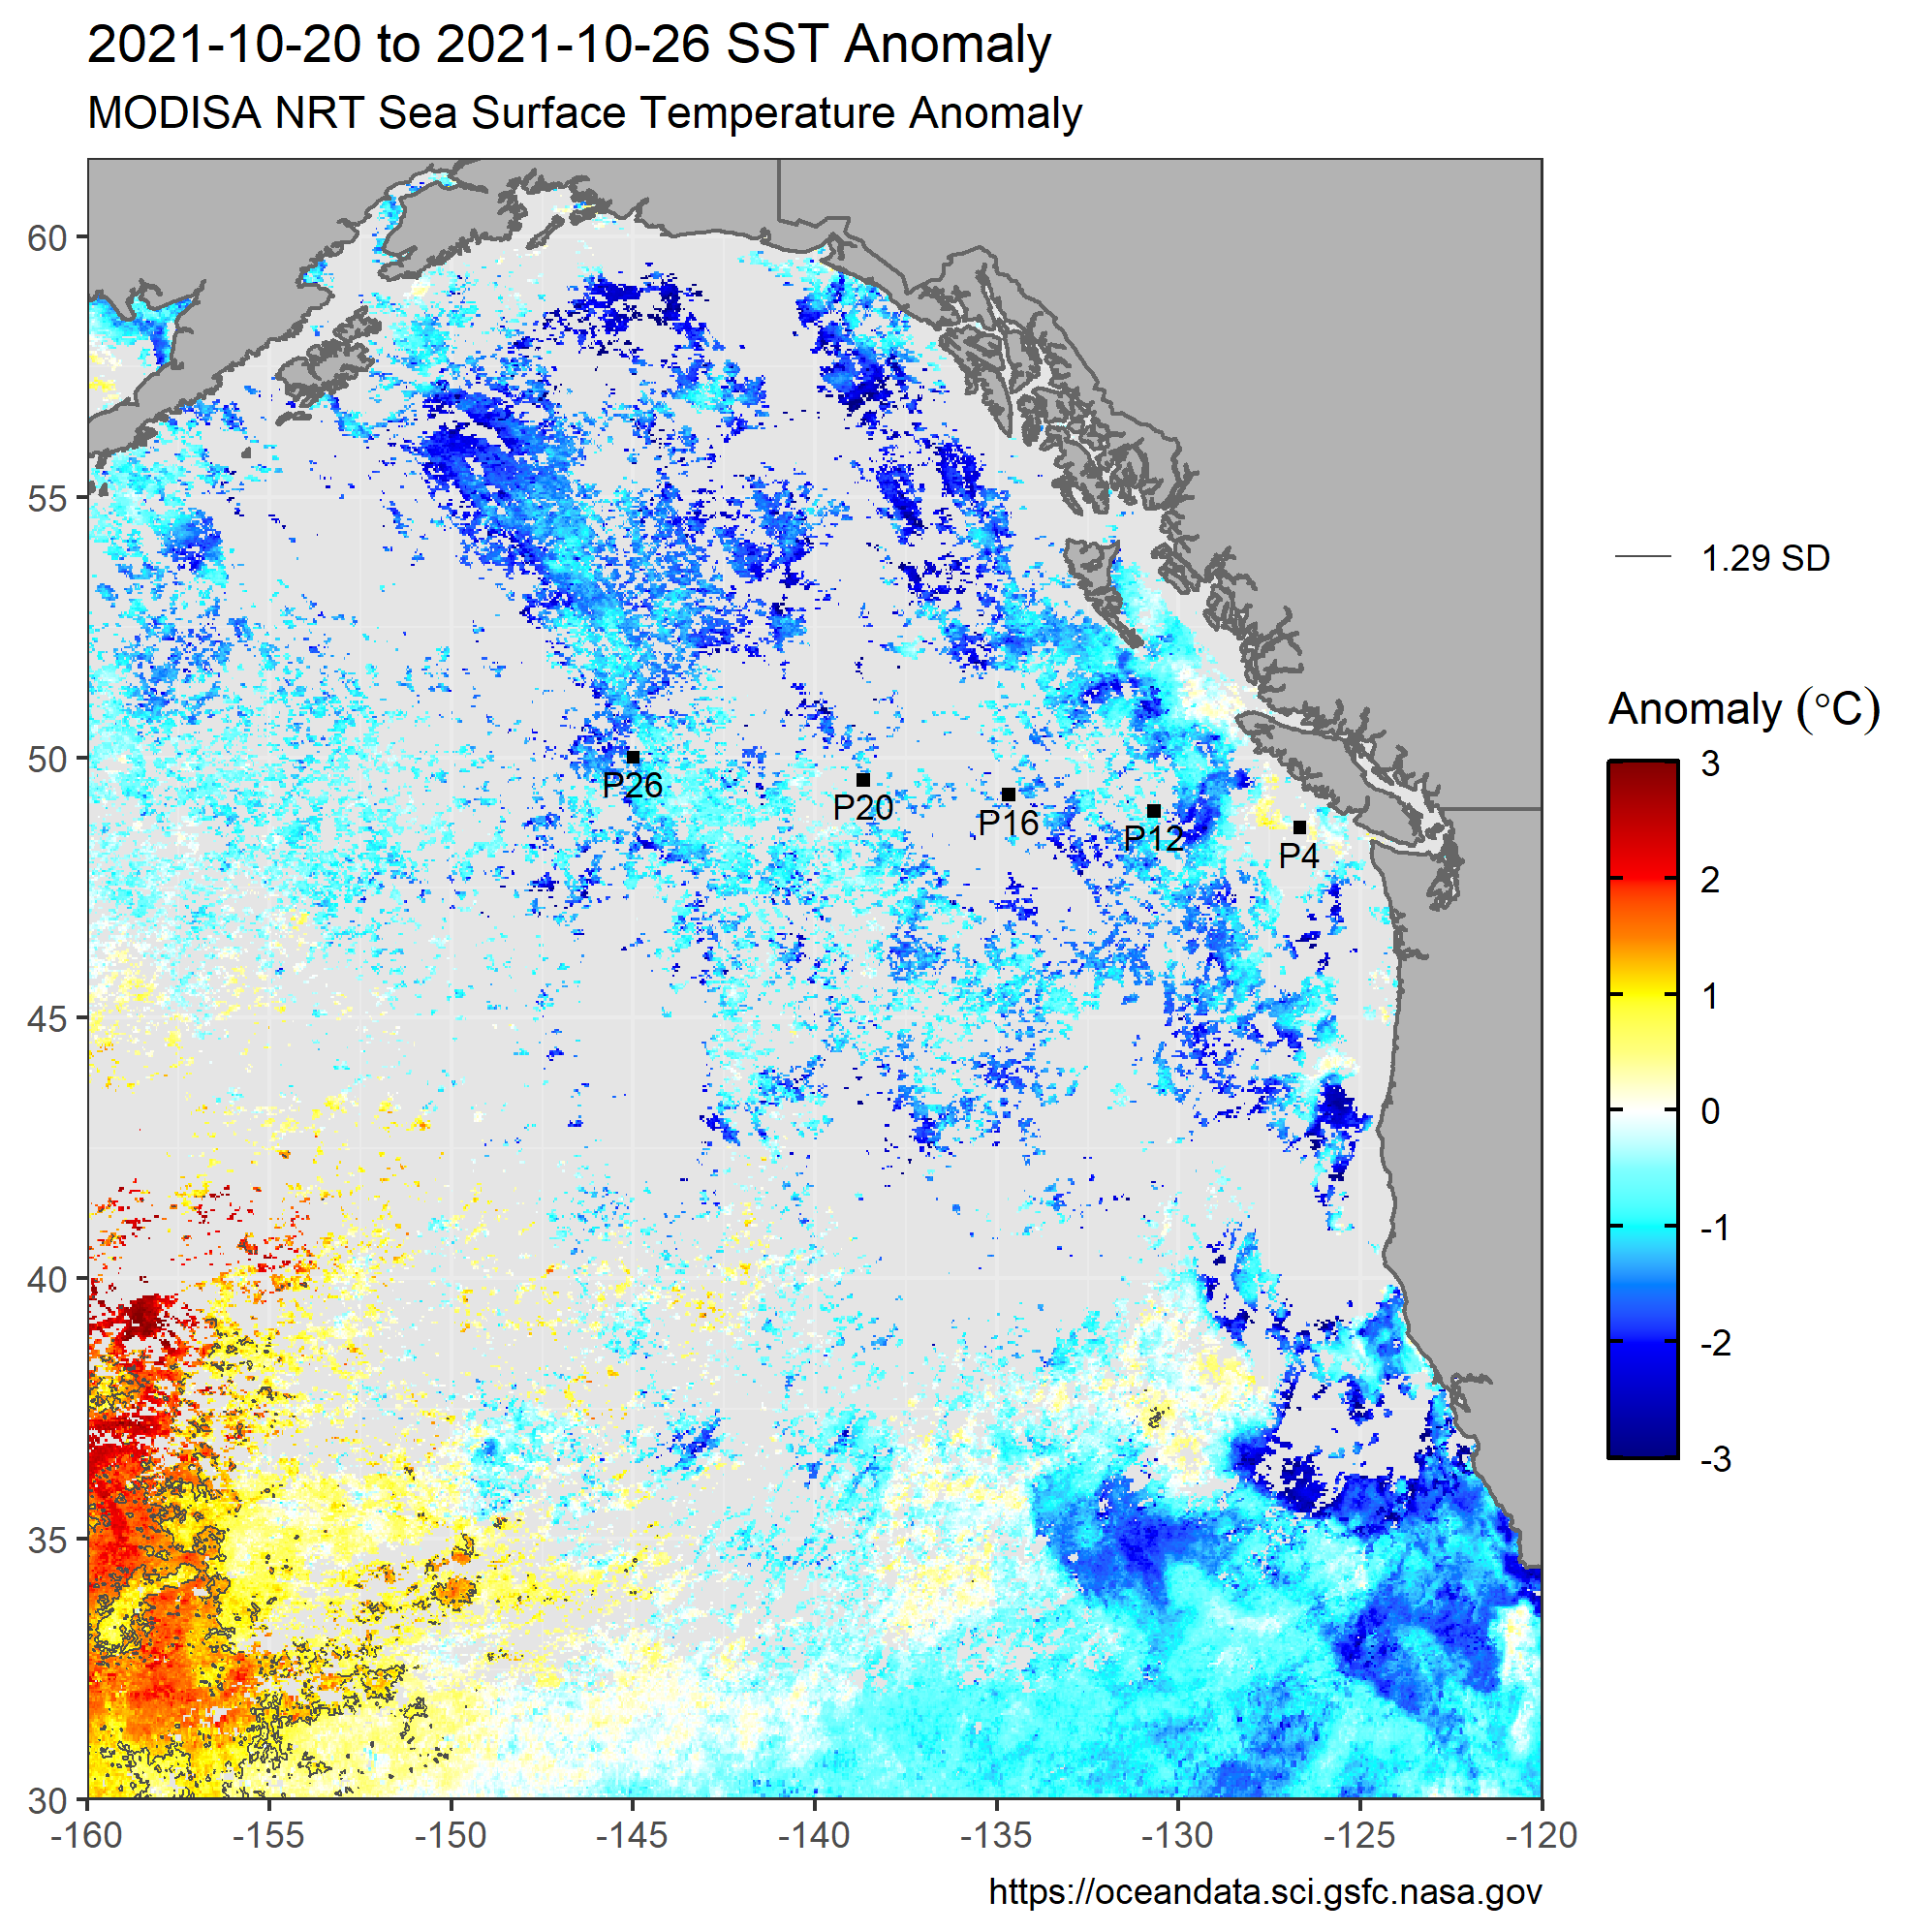 2021-10-20 to 2021-10-26 SST Anomaly
MODISA NRT Sea Surface Temperature Anomaly
60
55
50
45
40
35
30
-160
-155
-150
-145
-140
-135
-130
-125
-120
P26
P20
P16
P12
P4
1.29 SD
Anomaly (°C)
3
2
1
0
-1
-2
-3
https://oceandata.sci.gsfc.nasa.gov